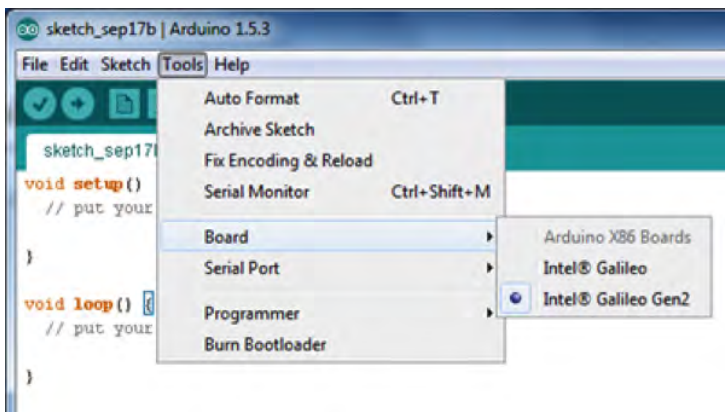 sketch_sep17b | Arduino 1.5.3
File Edit Sketch Tools Help
Auto Format Ctrl+T
Archive Sketch
sketch_sep17
Fix Encoding & Reload
void setup()
Serial Monitor Ctrl+Shift+M
// put your
Board
Arduino X86 Boards
}
Serial Port
Intel® Galileo
void loop() {
Programmer
Intel® Galileo Gen2
// put your
Burn Bootloader
}